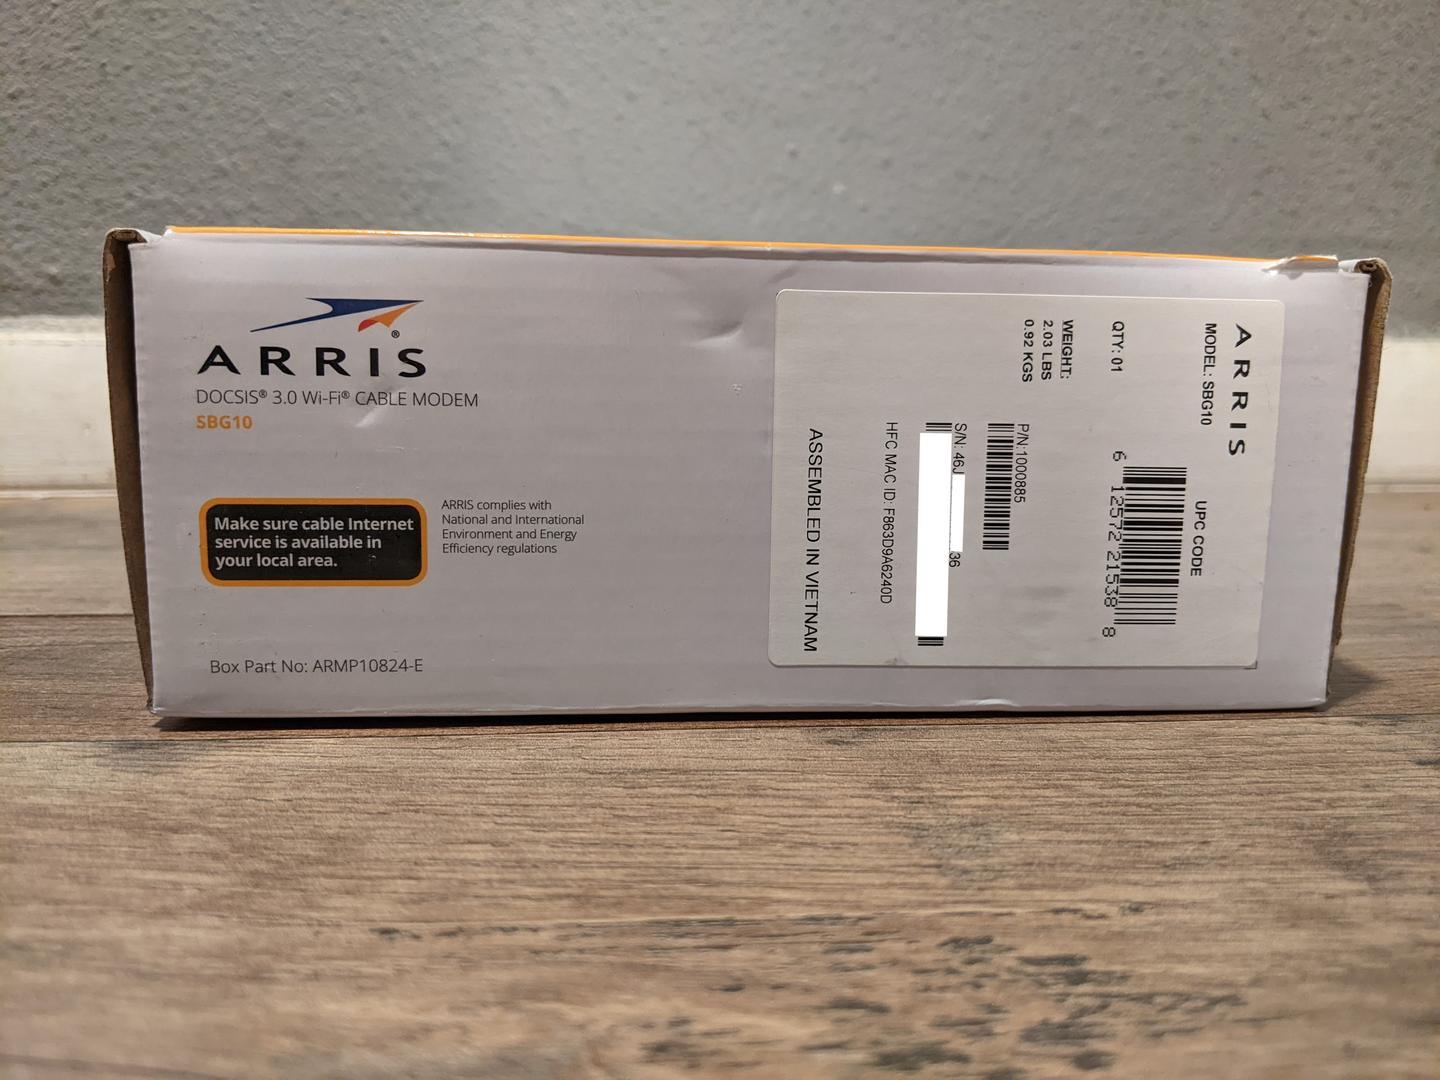 ARRIS®
DOCSIS® 3.0 Wi-Fi® CABLE MODEM
SBG10
Make sure cable Internet
service is available in
your local area.
ARRIS complies with
National and International
Environment and Energy
Efficiency regulations
Box Part No: ARMP10824-E
ARRIS
MODEL: SBG10
UPC CODE
6 12572 21538 8
QTY: 01
WEIGHT:
2.03 LBS
0.92 KGS
P/N:1000885
S/N: 46J 36
HFC MAC ID: F863D9A6240D
ASSEMBLED IN VIETNAM